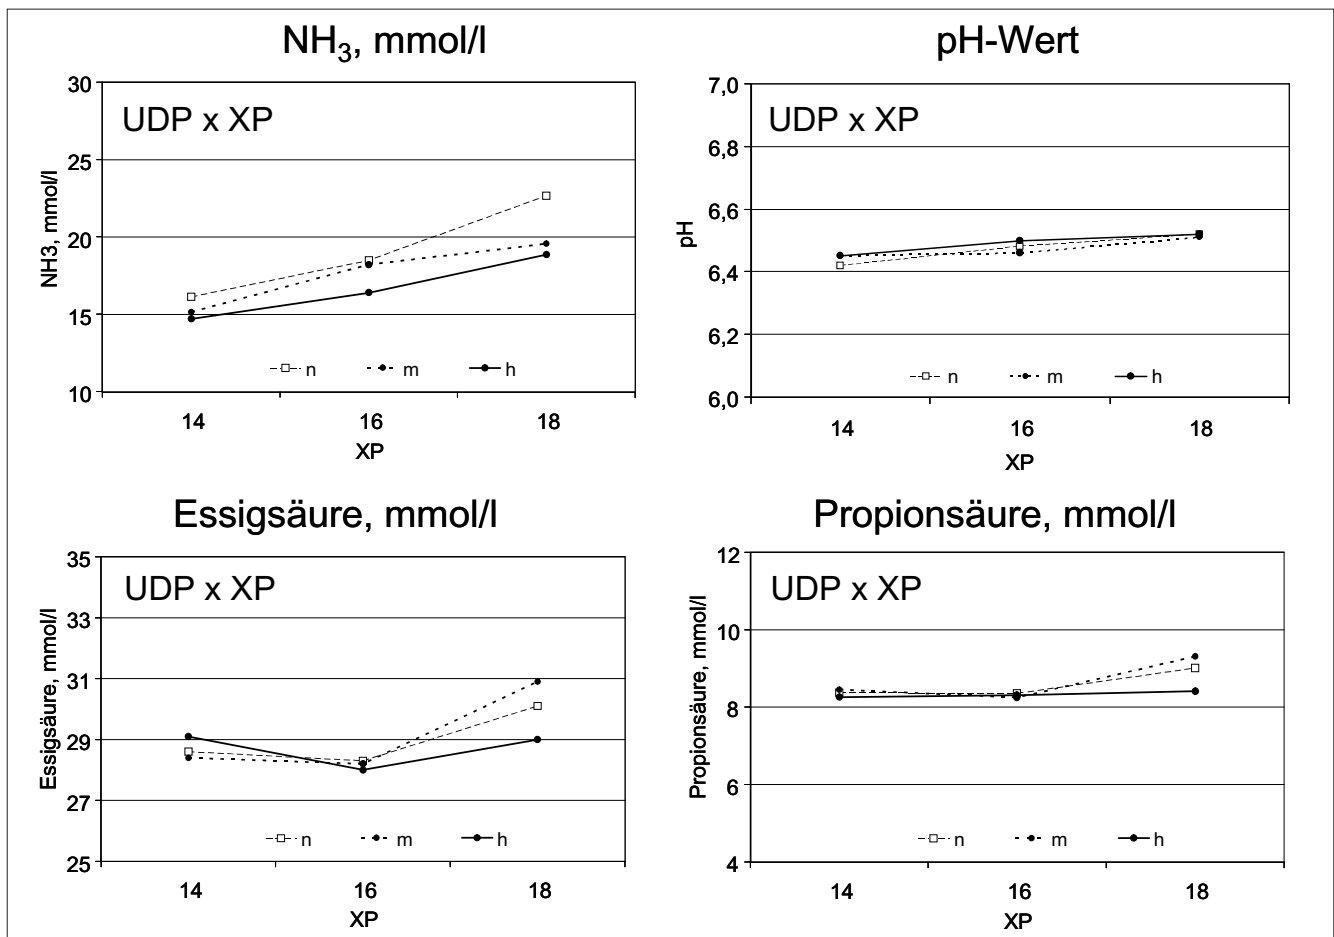 NH₃, mmol/l
30
UDP x XP
25
NH3, mmol/l
20
15
n m h
10
14 16 18
XP
pH-Wert
7,0
UDP x XP
6,8
6,6
pH
6,4
6,2
n m h
6,0
14 16 18
XP
Essigsäure, mmol/l
35
UDP x XP
33
31
Essigsäure, mmol/l
29
27
n m h
25
14 16 18
XP
Propionsäure, mmol/l
12
UDP x XP
10
Propionsäure, mmol/l
8
6
n m h
4
14 16 18
XP